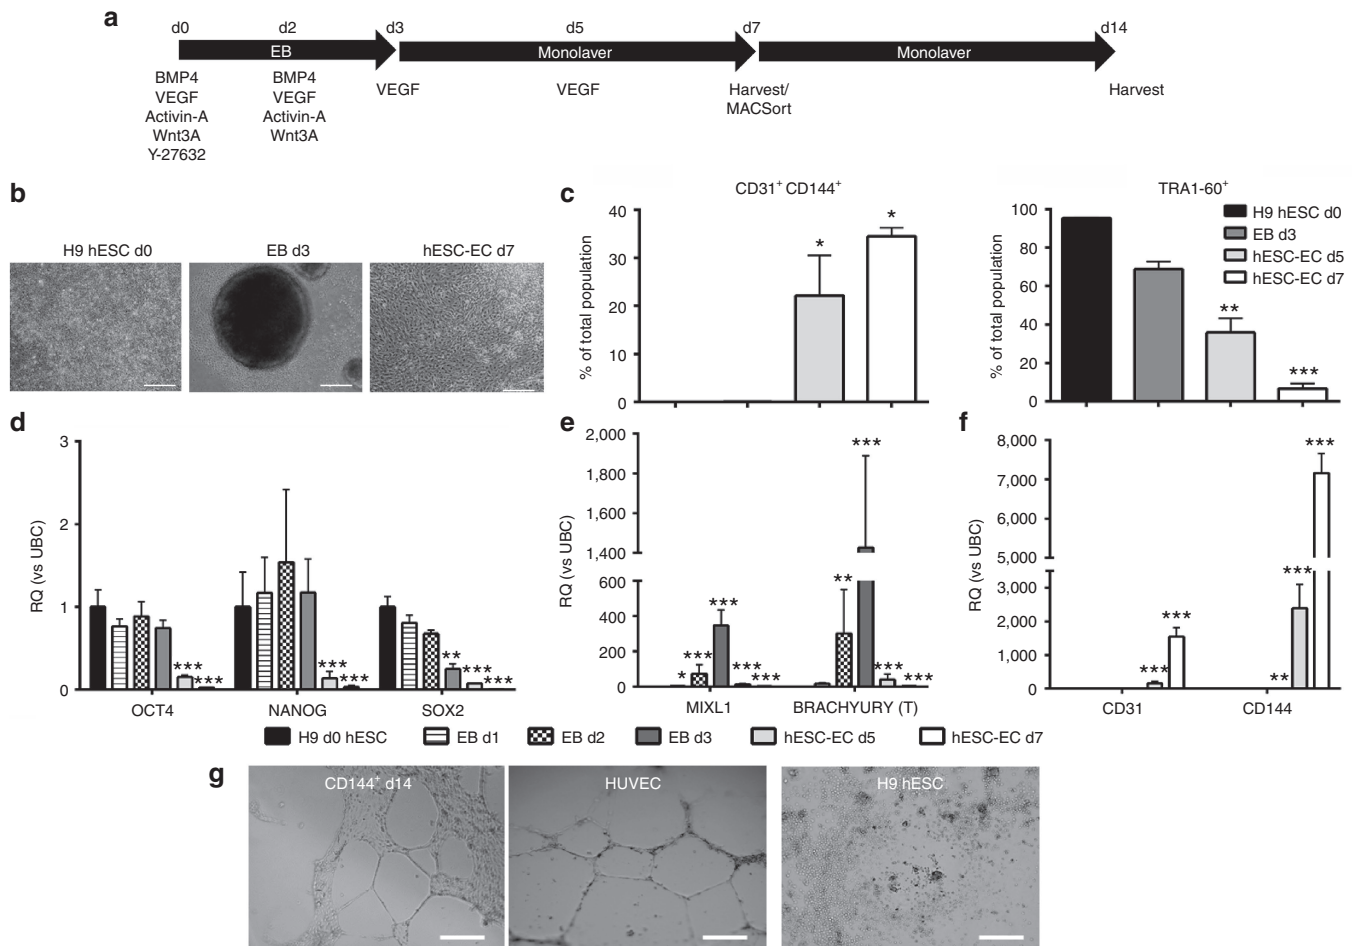 a
d0 d2 d3 d5 d7 d14
EB Monolaver Monolaver
BMP4
VEGF
Activin-A
Wnt3A
Y-27632
BMP4
VEGF
Activin-A
Wnt3A
VEGF
VEGF
Harvest/
MACSort
Harvest
b
H9 hESC d0
EB d3
hESC-EC d7
c
CD31+ CD144+
% of total population
40
30
20
10
0
*
*
TRA1-60+
% of total population
100
80
60
40
20
0
**
***
H9 hESC d0
EB d3
hESC-EC d5
hESC-EC d7
d
RQ (vs UBC)
3
2
1
0
***
***
***
***
**
***
***
OCT4 NANOG SOX2
e
RQ (vs UBC)
2,000
1,800
1,600
1,400
600
400
200
0
*
***
***
***
***
**
***
***
***
MIXL1 BRACHYURY (T)
f
RQ (vs UBC)
8,000
7,000
6,000
5,000
3,000
2,000
1,000
0
***
***
**
***
***
CD31 CD144
H9 d0 hESC EB d1 EB d2 EB d3 hESC-EC d5 hESC-EC d7
g
CD144+ d14
HUVEC
H9 hESC